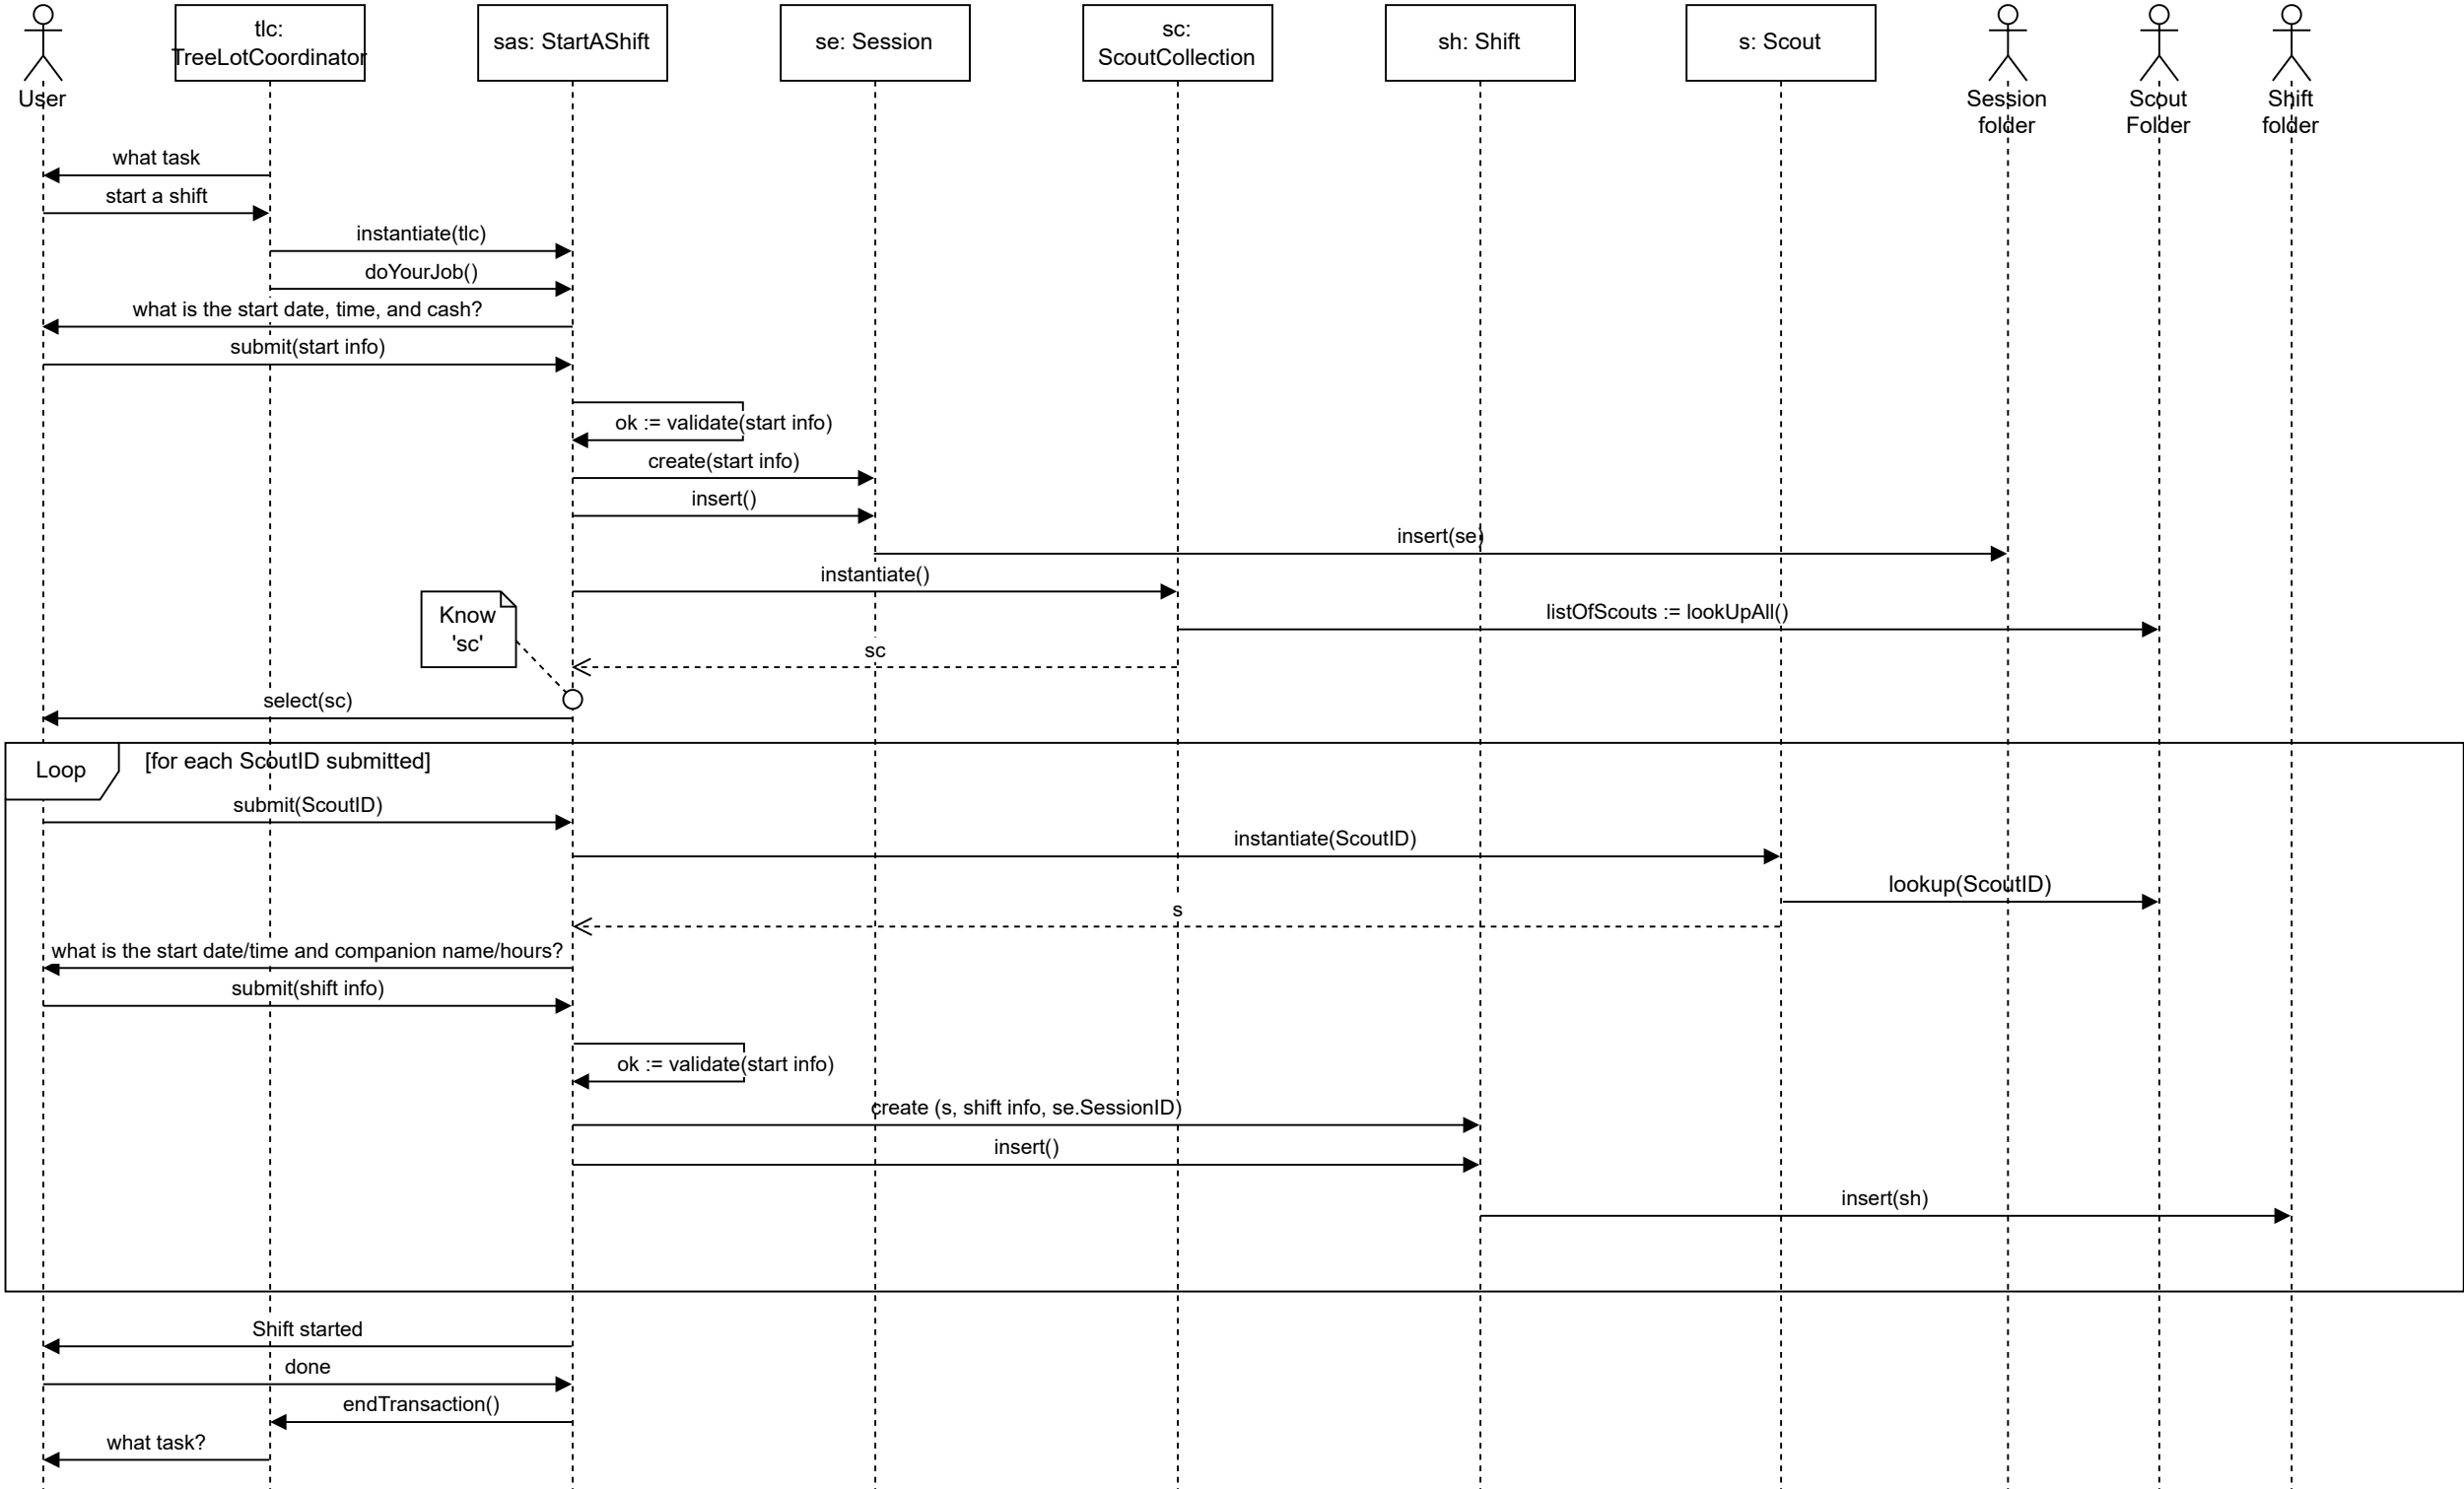 tlc:
TreeLotCoordinator
sas: StartAShift
se: Session
sc:
ScoutCollection
sh: Shift
s: Scout
User
Session
folder
Scout
Folder
Shift
folder
what task
start a shift
instantiate(tlc)
doYourJob()
what is the start date, time, and cash?
submit(start info)
ok := validate(start info)
create(start info)
insert()
insert(se)
instantiate()
Know
'sc'
listOfScouts := lookUpAll()
sc
select(sc)
Loop
[for each ScoutID submitted]
submit(ScoutID)
instantiate(ScoutID)
lookup(ScoutID)
s
what is the start date/time and companion name/hours?
submit(shift info)
ok := validate(start info)
create (s, shift info, se.SessionID)
insert()
insert(sh)
Shift started
done
endTransaction()
what task?